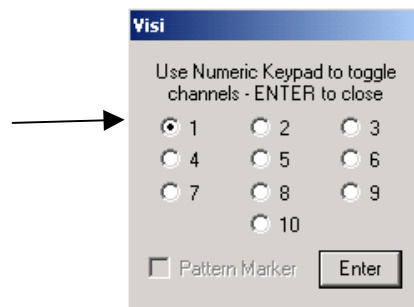 Visi
Use Numeric Keypad to toggle
channels - ENTER to close
1 2 3
4 5 6
7 8 9
10
Pattern Marker Enter